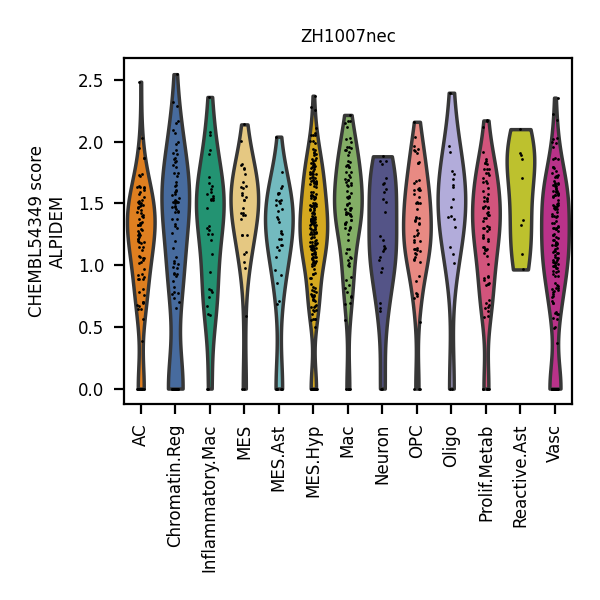 ZH1007nec
CHEMBL54349 score
ALPIDEM
2.5
2.0
1.5
1.0
0.5
0.0
AC
Chromatin.Reg
Inflammatory.Mac
MES
MES.Ast
MES.Hyp
Mac
Neuron
OPC
Oligo
Prolif.Metab
Reactive.Ast
Vasc